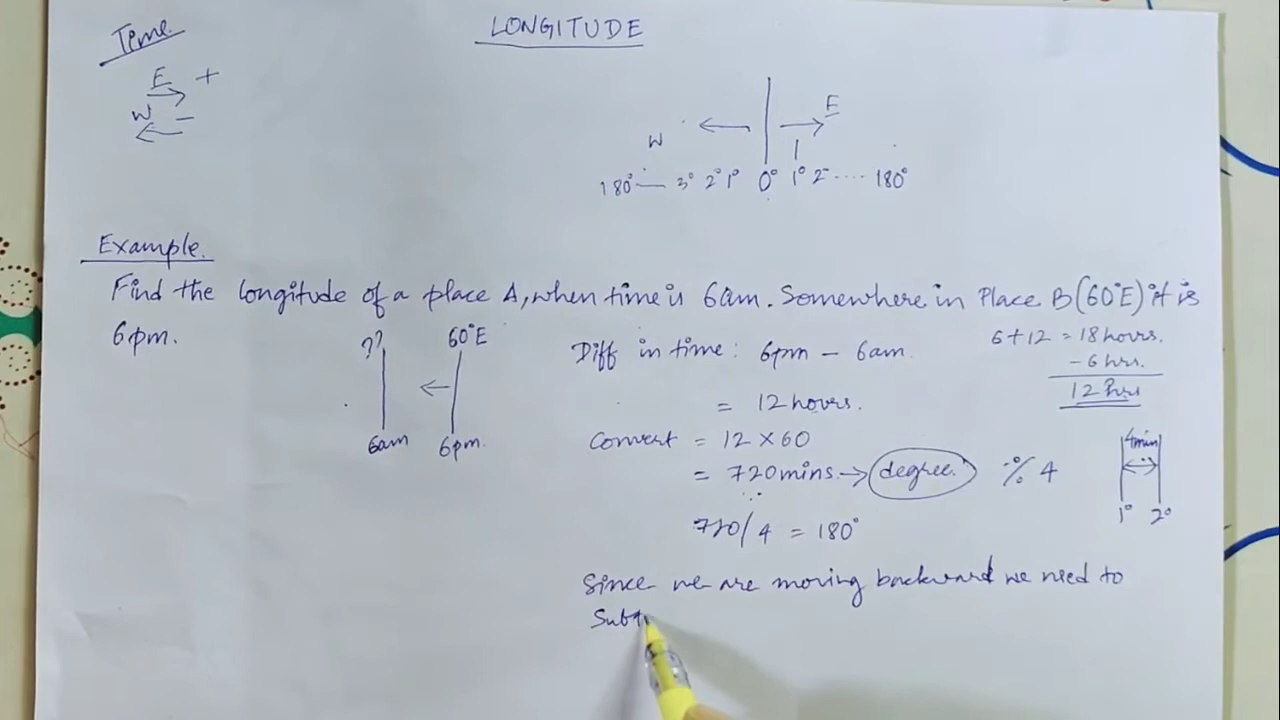 Time.
LONGITUDE
E +
W -
E
W
180° 3° 2° 1° 0° 1° 2 .... 180°
Example.
Find the longitude of a place A, when time is 6am. Somewhere in Place B (60°E) it is
6pm.
?? 60°E
6am 6pm.
Diff in time: 6pm - 6am.
= 12 hours.
6+12 = 18 hours.
- 6 hrs.
12 hrs
Convert = 12 × 60
= 720 mins. → degree. % 4
720/4 = 180°
4min
1° 2°
Since we are moving backward we need to
Subt